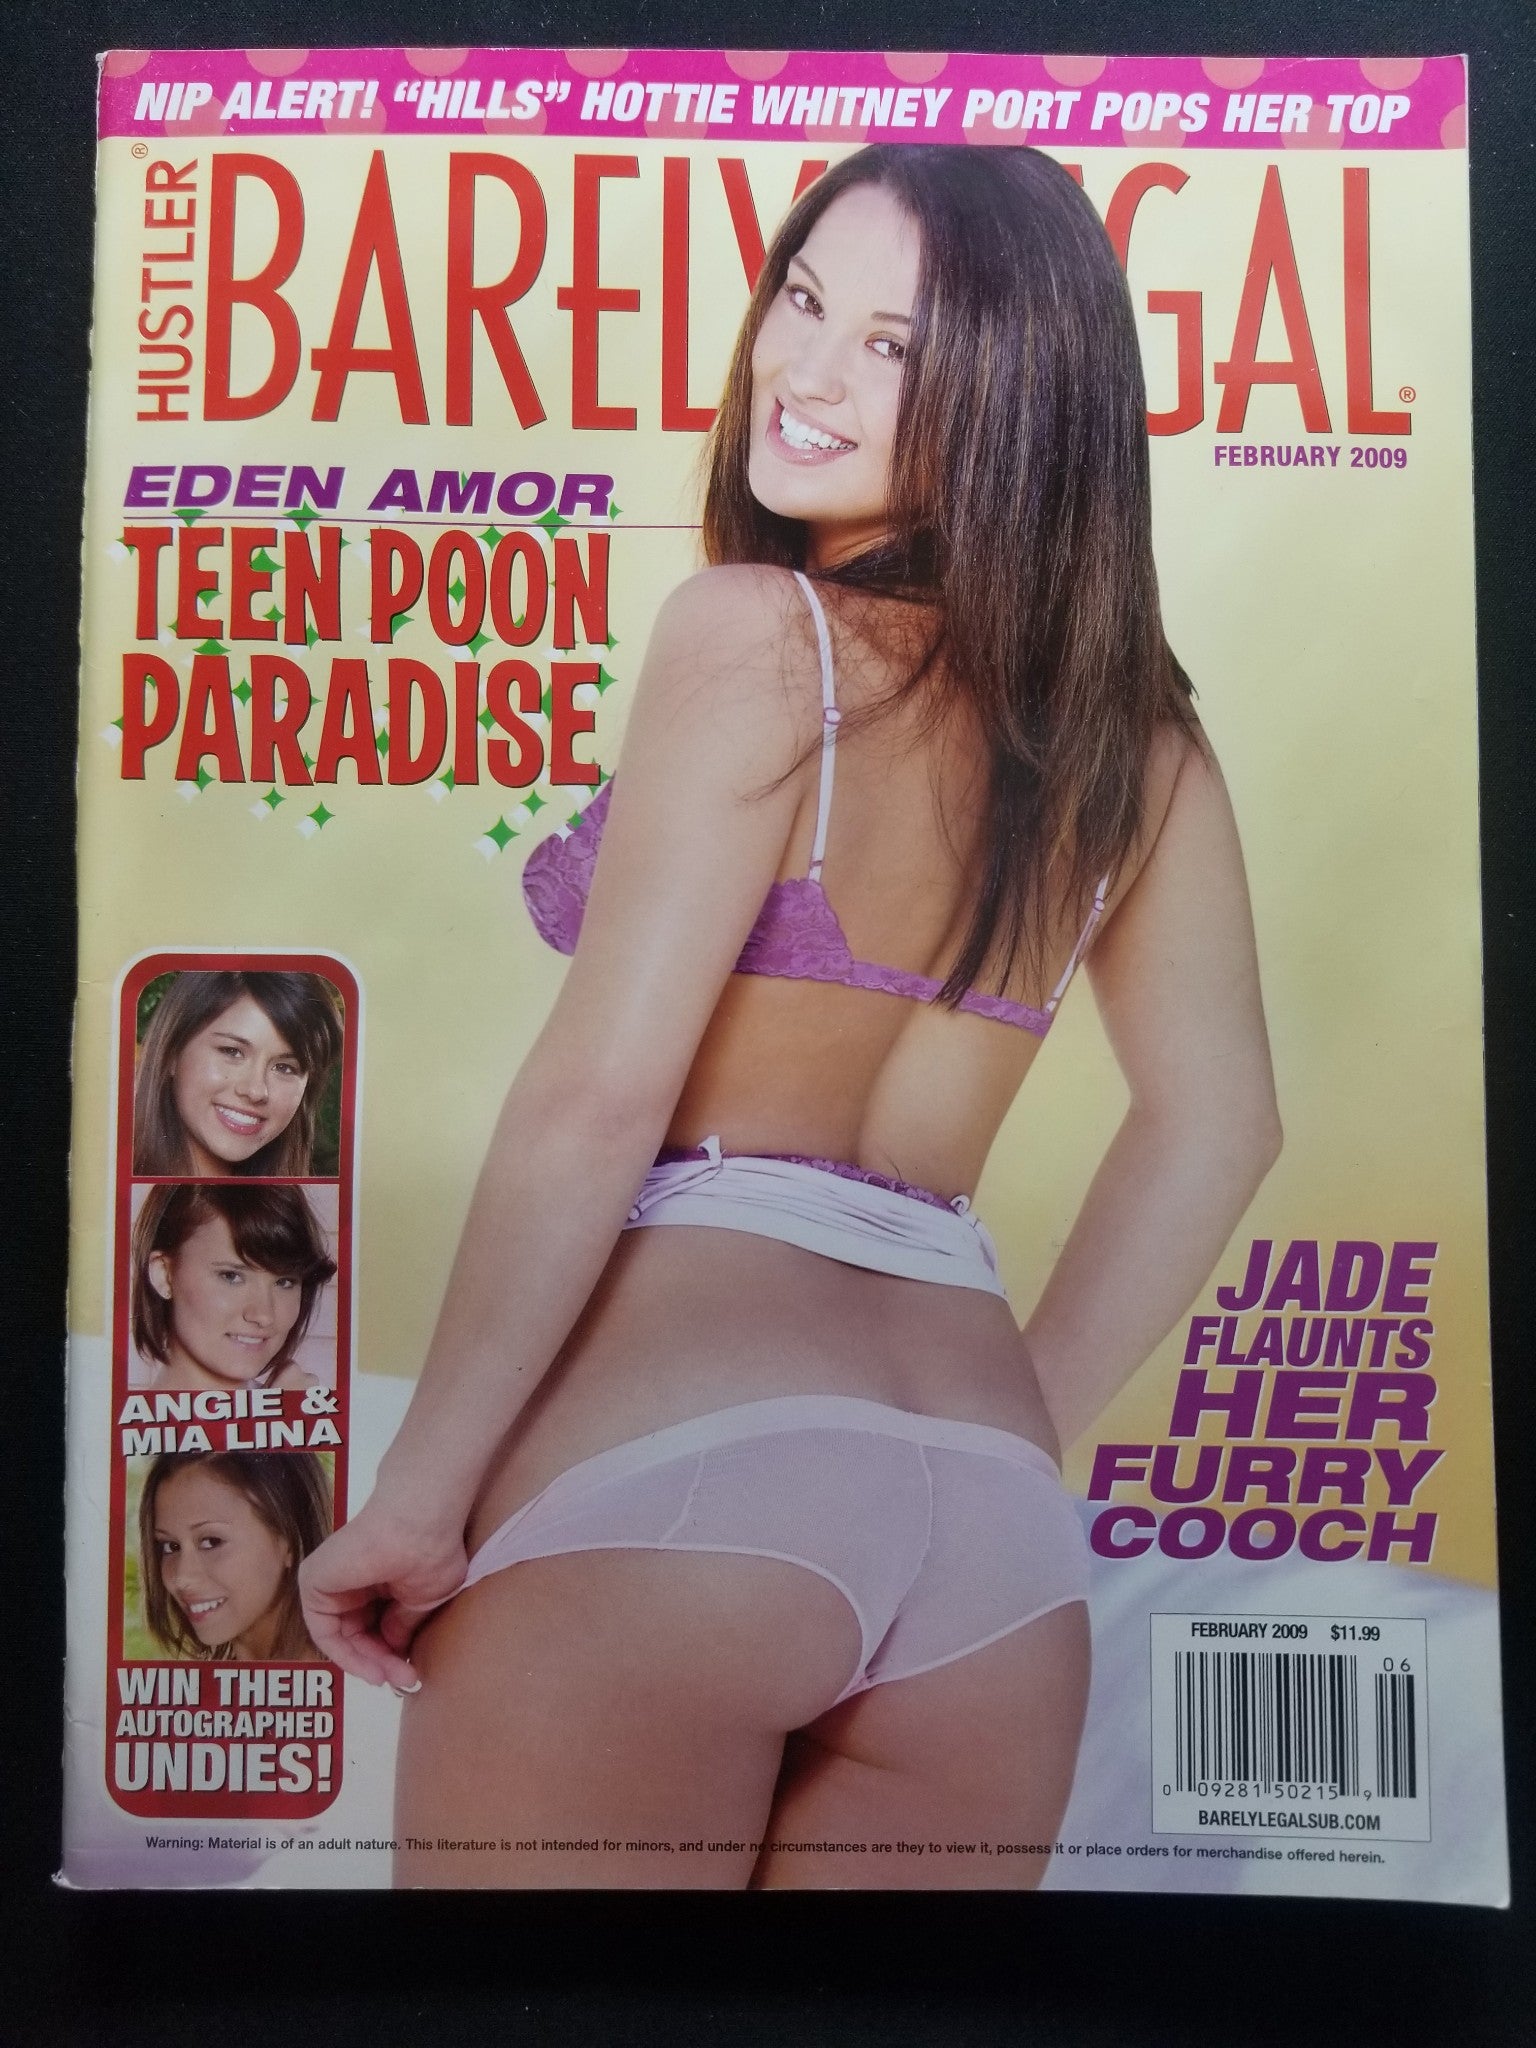 NIP ALERT! “HILLS” HOTTIE WHITNEY PORT POPS HER TOP
HUSTLER®
BARELY LEGAL®
FEBRUARY 2009
EDEN AMOR
TEEN POON
PARADISE
ANGIE &
MIA LINA
WIN THEIR
AUTOGRAPHED
UNDIES!
JADE
FLAUNTS
HER
FURRY
COOCH
FEBRUARY 2009 $11.99
06
0 09281 50215 9
BARELYLEGALSUB.COM
Warning: Material is of an adult nature. This literature is not intended for minors, and under no circumstances are they to view it, possess it or place orders for merchandise offered herein.